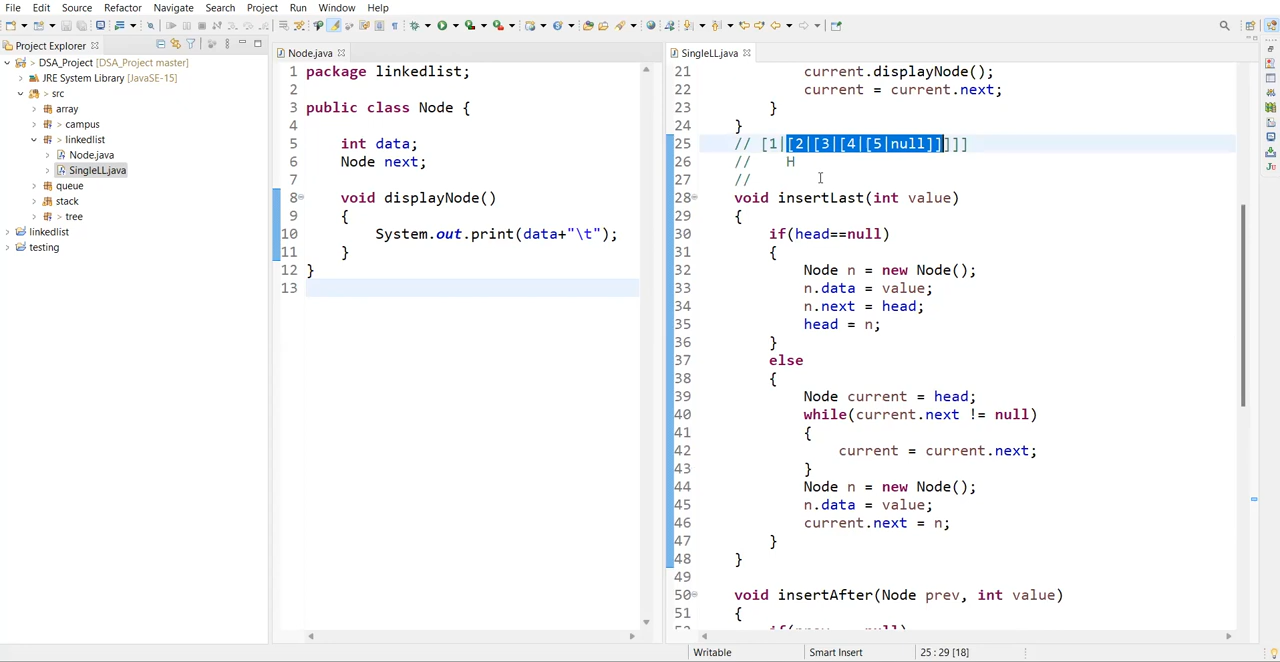 File Edit Source Refactor Navigate Search Project Run Window Help
Project Explorer
DSA_Project [DSA_Project master]
JRE System Library [JavaSE-15]
> src
array
> campus
> linkedlist
Node.java
SingleLL.java
queue
stack
> tree
linkedlist
testing
Node.java
1 package linkedlist;
2
3 public class Node {
4
5 int data;
6 Node next;
7
8 void displayNode()
9 {
10 System.out.print(data+"\t");
11 }
12 }
13
SingleLL.java
21 current.displayNode();
22 current = current.next;
23 }
24 }
25 // [1|[2|[3|[4|[5|null]]]]]
26 // H
27 //
28 void insertLast(int value)
29 {
30 if(head==null)
31 {
32 Node n = new Node();
33 n.data = value;
34 n.next = head;
35 head = n;
36 }
37 else
38 {
39 Node current = head;
40 while(current.next != null)
41 {
42 current = current.next;
43 }
44 Node n = new Node();
45 n.data = value;
46 current.next = n;
47 }
48 }
49
50 void insertAfter(Node prev, int value)
51 {
Writable Smart Insert 25 : 29 [18]